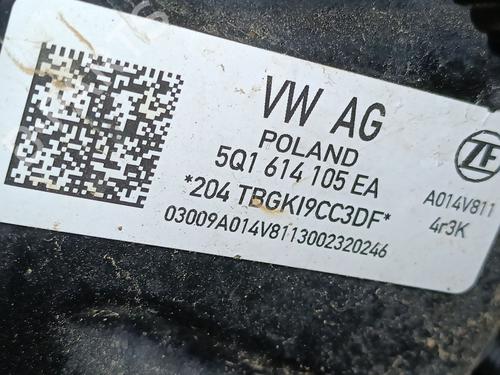 VW AG
POLAND
5Q1 614 105 EA
*204 TBGKI9CC3DF*
03009A014V8113002320246
ZF
A014V811
4r3K